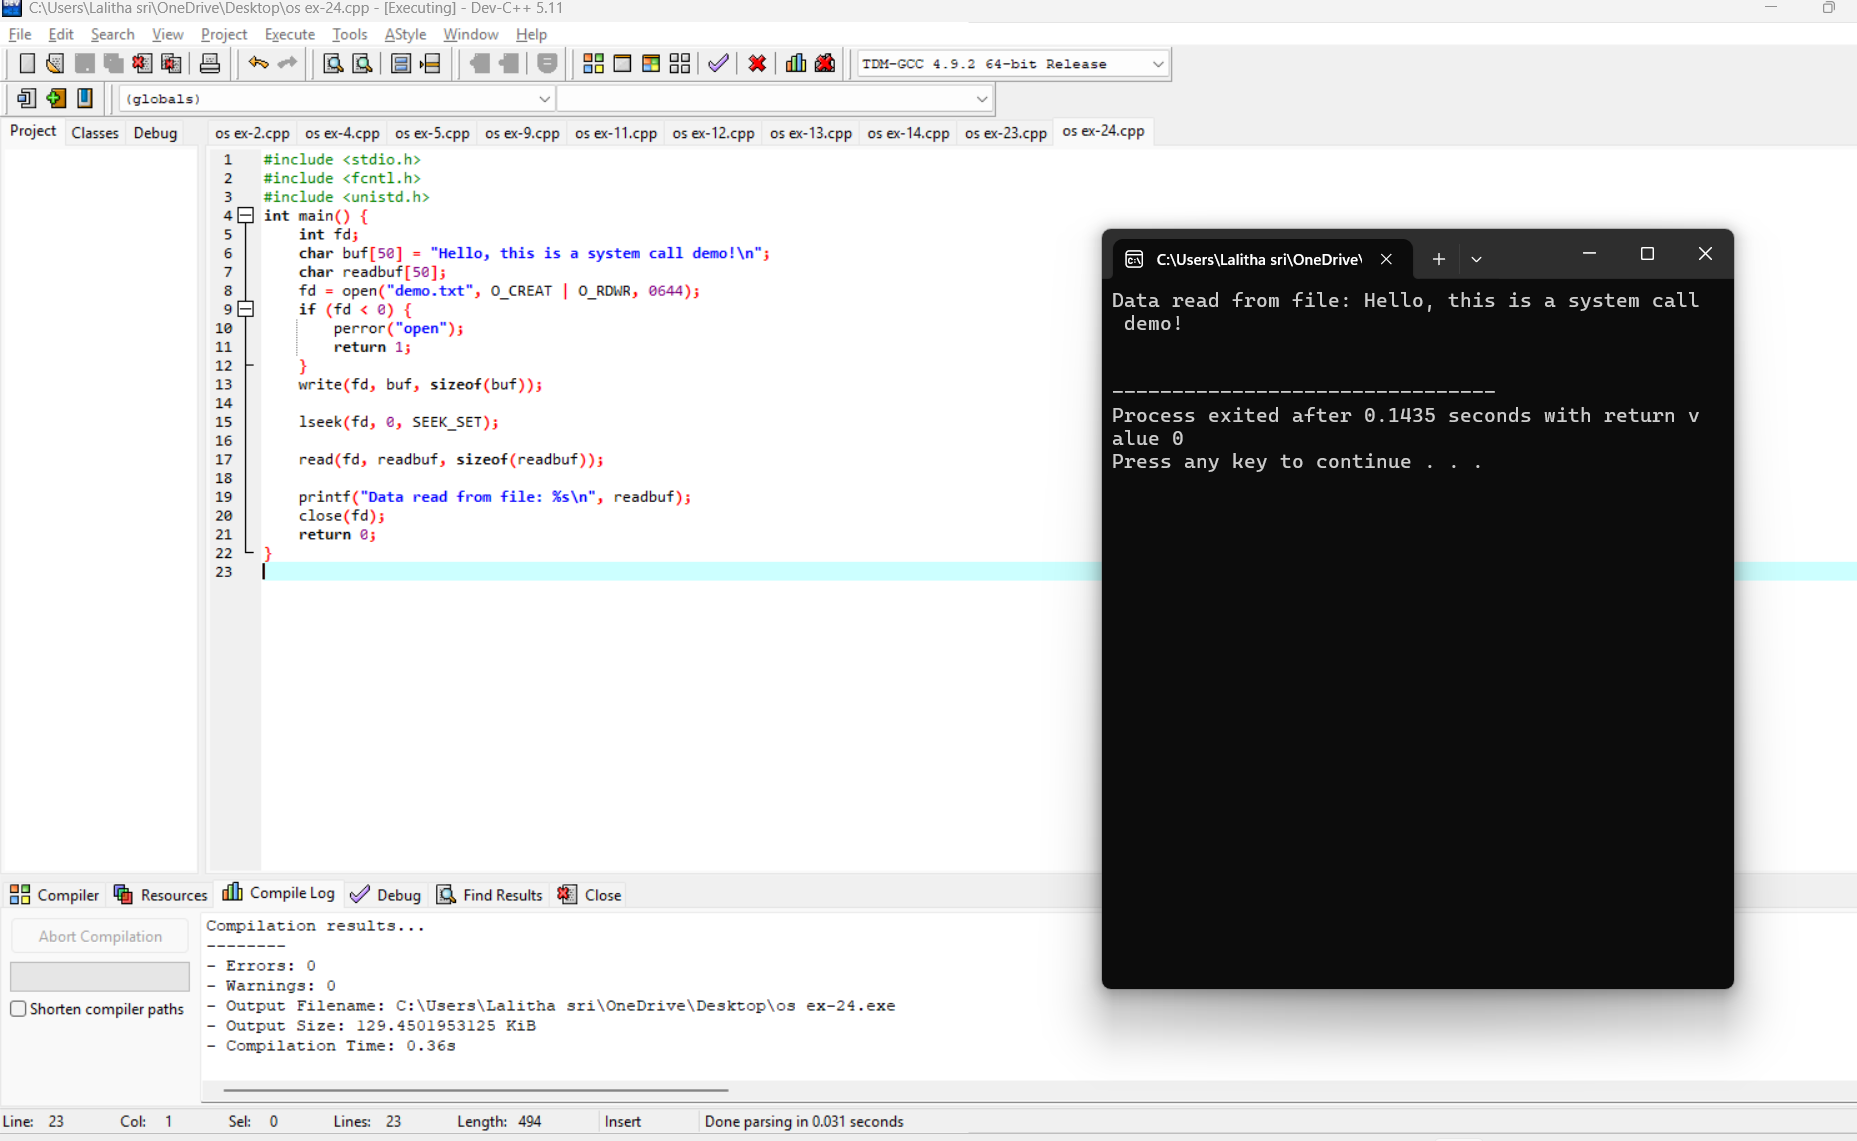 C:\Users\Lalitha sri\OneDrive\Desktop\os ex-24.cpp - [Executing] - Dev-C++ 5.11
File Edit Search View Project Execute Tools AStyle Window Help
TDM-GCC 4.9.2 64-bit Release
(globals)
Project Classes Debug
os ex-2.cpp os ex-4.cpp os ex-5.cpp os ex-9.cpp os ex-11.cpp os ex-12.cpp os ex-13.cpp os ex-14.cpp os ex-23.cpp os ex-24.cpp
1 #include <stdio.h>
2 #include <fcntl.h>
3 #include <unistd.h>
4 int main() {
5 int fd;
6 char buf[50] = "Hello, this is a system call demo!\n";
7 char readbuf[50];
8 fd = open("demo.txt", O_CREAT | O_RDWR, 0644);
9 if (fd < 0) {
10 perror("open");
11 return 1;
12 }
13 write(fd, buf, sizeof(buf));
14
15 lseek(fd, 0, SEEK_SET);
16
17 read(fd, readbuf, sizeof(readbuf));
18
19 printf("Data read from file: %s\n", readbuf);
20 close(fd);
21 return 0;
22 }
23
C:\Users\Lalitha sri\OneDrive\
Data read from file: Hello, this is a system call
demo!
--------------------------------
Process exited after 0.1435 seconds with return v
alue 0
Press any key to continue . . .
Compiler Resources Compile Log Debug Find Results Close
Abort Compilation
Shorten compiler paths
Compilation results...
--------
- Errors: 0
- Warnings: 0
- Output Filename: C:\Users\Lalitha sri\OneDrive\Desktop\os ex-24.exe
- Output Size: 129.4501953125 KiB
- Compilation Time: 0.36s
Line: 23 Col: 1 Sel: 0 Lines: 23 Length: 494 Insert Done parsing in 0.031 seconds